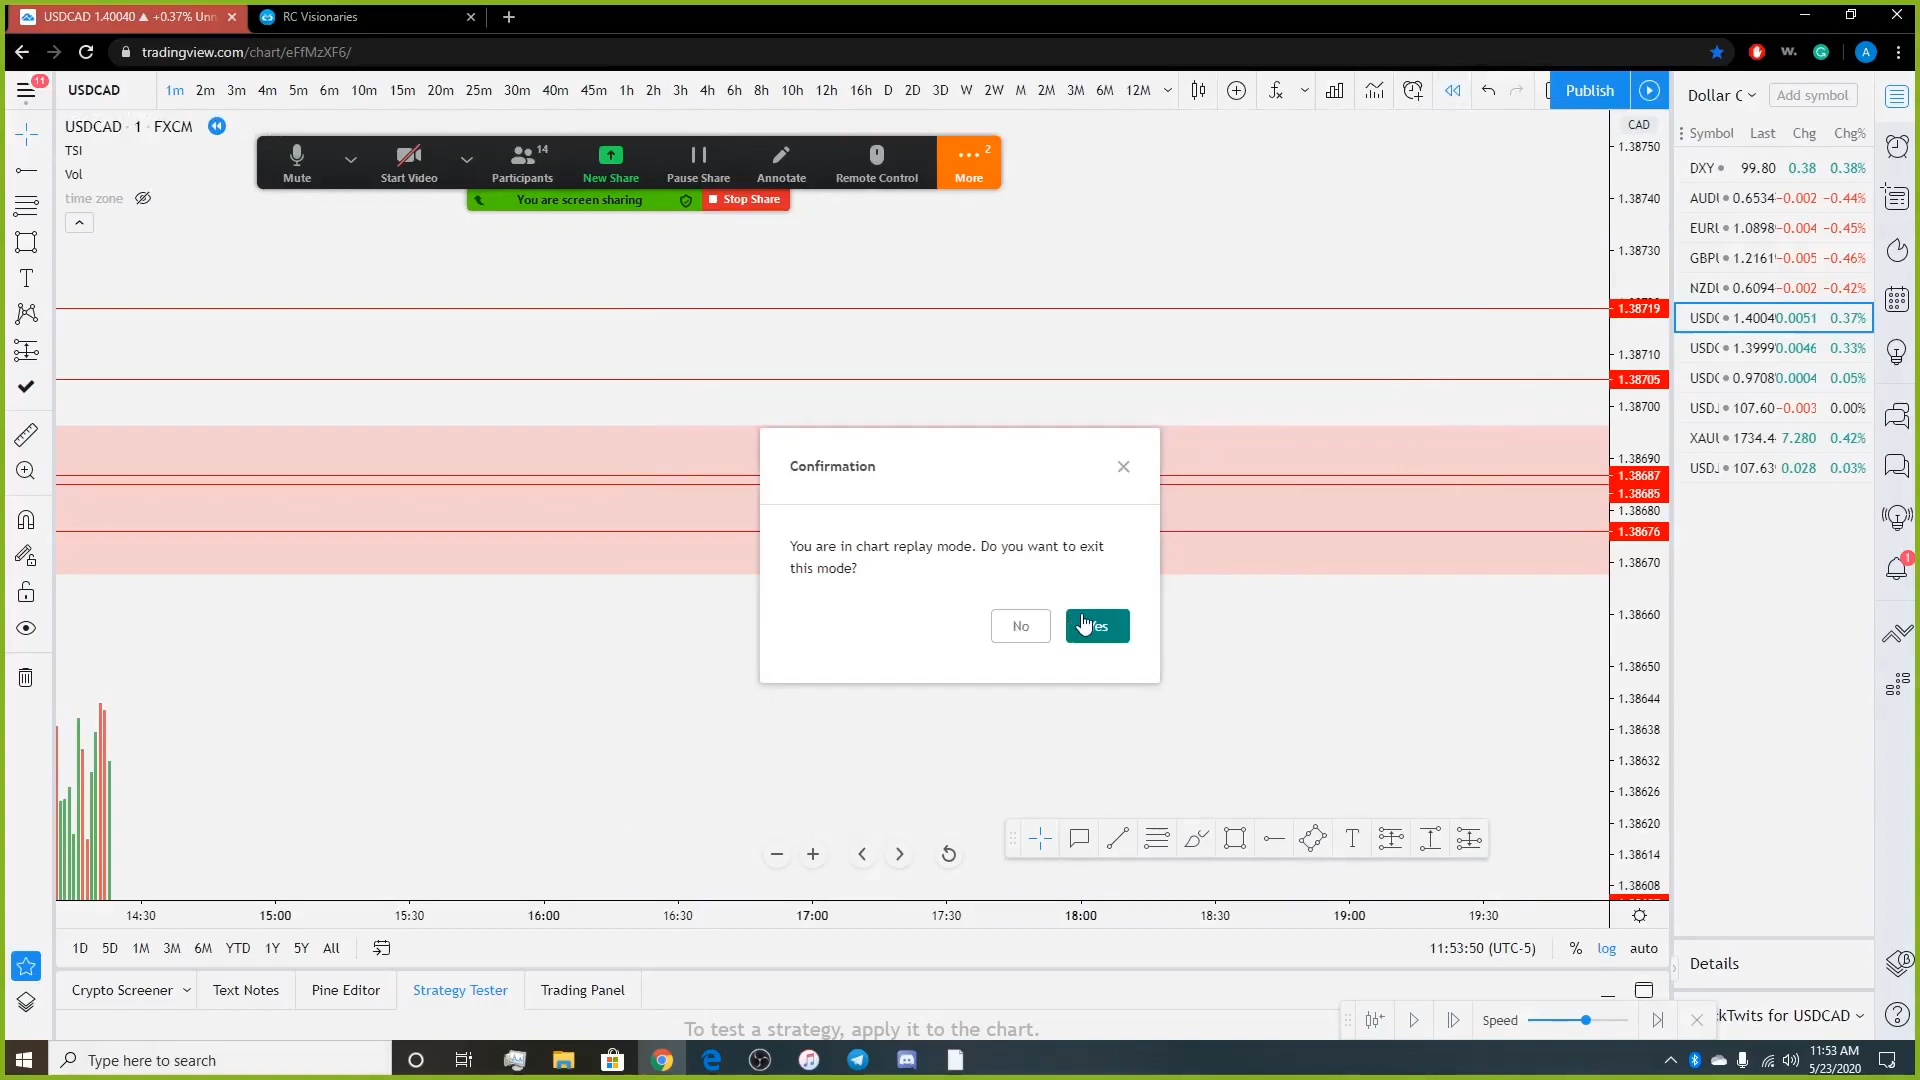 USDCAD 1.40040 ▲ +0.37% Unn
RC Visionaries
tradingview.com/chart/eFfMzXF6/
w.
A
11
USDCAD
1m 2m 3m 4m 5m 6m 10m 15m 20m 25m 30m 40m 45m 1h 2h 3h 4h 6h 8h 10h 12h 16h D 2D 3D W 2W M 2M 3M 6M 12M
Publish
Dollar C
Add symbol
USDCAD · 1 · FXCM
TSI
Vol
time zone
Mute
Start Video
14
Participants
New Share
Pause Share
Annotate
Remote Control
2
More
You are screen sharing
Stop Share
CAD
1.38750
1.38740
1.38730
1.38719
1.38710
1.38705
1.38700
1.38690
1.38687
1.38685
1.38680
1.38676
1.38670
1.38660
1.38650
1.38644
1.38638
1.38632
1.38626
1.38620
1.38614
1.38608
Symbol Last Chg Chg%
DXY 99.80 0.38 0.38%
AUDU 0.6534 -0.002 -0.44%
EURU 1.0898 -0.004 -0.45%
GBPU 1.2161 -0.005 -0.46%
NZDU 0.6094 -0.002 -0.42%
USDC 1.4004 0.0051 0.37%
USDC 1.3999 0.0046 0.33%
USDC 0.9708 0.0004 0.05%
USDJ 107.60 -0.003 0.00%
XAUU 1734.4 7.280 0.42%
USDJ 107.63 0.028 0.03%
1
Confirmation
You are in chart replay mode. Do you want to exit
this mode?
No
Yes
14:30 15:00 15:30 16:00 16:30 17:00 17:30 18:00 18:30 19:00 19:30
1D 5D 1M 3M 6M YTD 1Y 5Y All
11:53:50 (UTC-5)
% log auto
Details
Crypto Screener
Text Notes
Pine Editor
Strategy Tester
Trading Panel
To test a strategy, apply it to the chart.
Speed
kTwits for USDCAD
Type here to search
11:53 AM
5/23/2020